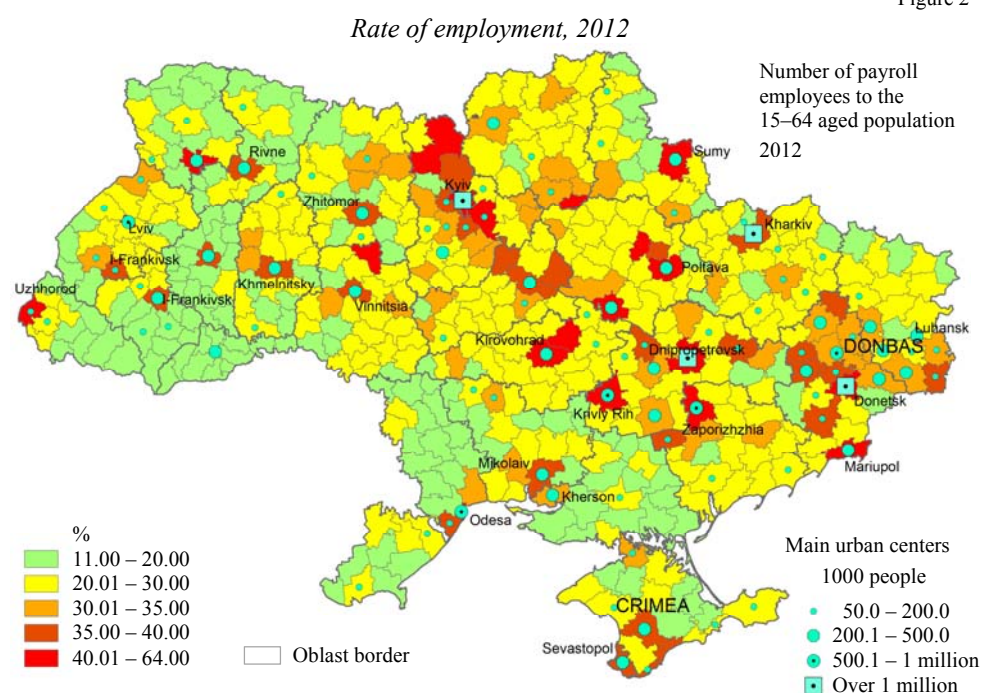 Figure 2
Rate of employment, 2012
Number of payroll
employees to the
15–64 aged population
2012
Rivne
Sumy
Kyiv
Zhitomor
Lviv
Kharkiv
I-Frankivsk
Khmelnitsky
Poltava
Uzhhorod
I-Frankivsk
Vinnitsia
Luhansk
Kirovohrad
Dnipropetrovsk
DONBAS
Donetsk
Krivly Rih
Zaporizhzhia
Mikolaiv
Mariupol
Kherson
Odesa
CRIMEA
Sevastopol
%
11.00 – 20.00
20.01 – 30.00
30.01 – 35.00
35.00 – 40.00
40.01 – 64.00
Oblast border
Main urban centers
1000 people
50.0 – 200.0
200.1 – 500.0
500.1 – 1 million
Over 1 million